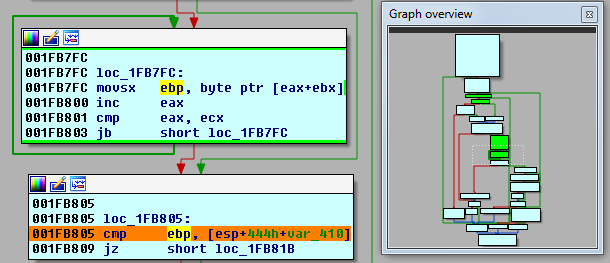 Graph overview
001FB7FC
001FB7FC loc_1FB7FC:
001FB7FC movsx ebp, byte ptr [eax+ebx]
001FB800 inc eax
001FB801 cmp eax, ecx
001FB803 jb short loc_1FB7FC
001FB805
001FB805 loc_1FB805:
001FB805 cmp ebp, [esp+444h+var_410]
001FB809 jz short loc_1FB81B